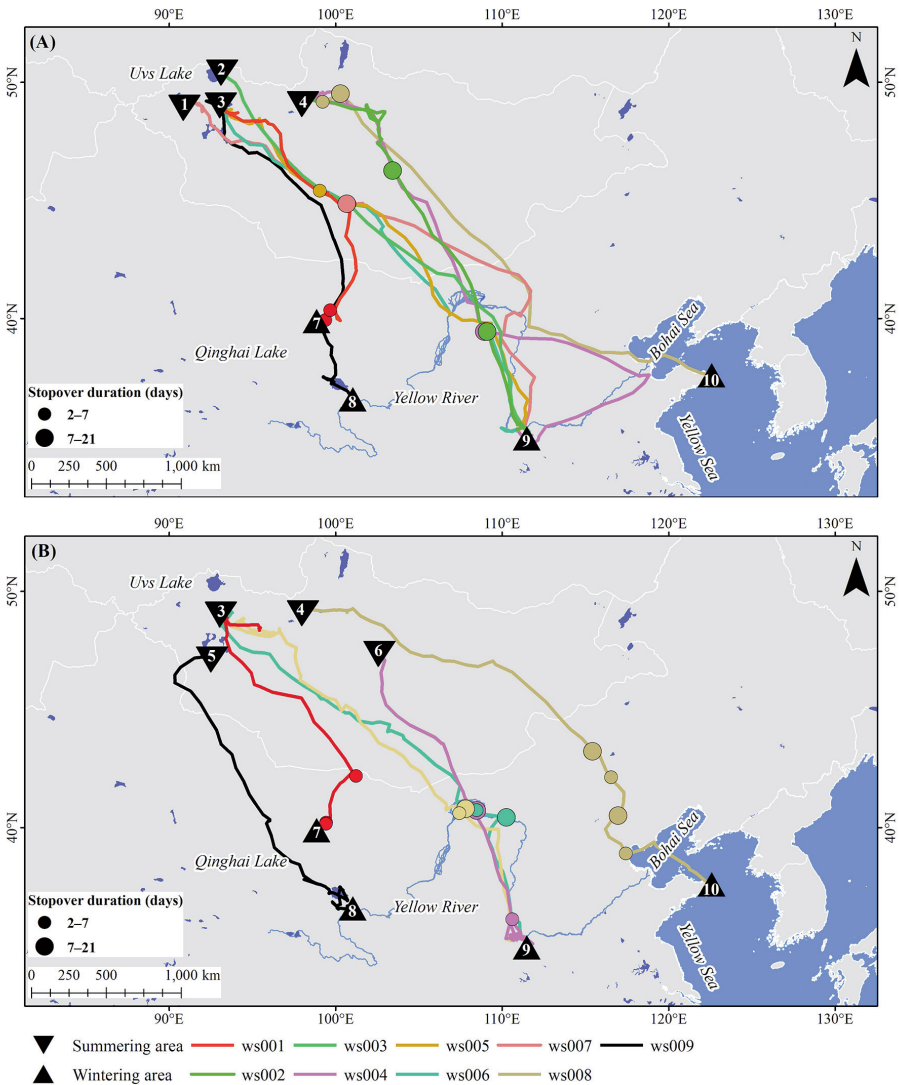 90°E 100°E 110°E 120°E 130°E
(A)
N
50°N
Uvs Lake
2
1 3 4
40°N
7
Bohai Sea
Qinghai Lake
10
Yellow River
8
Stopover duration (days)
2–7
7–21
9
Yellow Sea
0 250 500 1,000 km
90°E 100°E 110°E 120°E 130°E
(B)
N
50°N
Uvs Lake
3 4
5 6
40°N
7
Bohai Sea
Qinghai Lake
10
Yellow River
8
Stopover duration (days)
2–7
7–21
9
Yellow Sea
0 250 500 1,000 km
90°E 100°E 110°E 120°E 130°E
Summering area ws001 ws003 ws005 ws007 ws009
Wintering area ws002 ws004 ws006 ws008